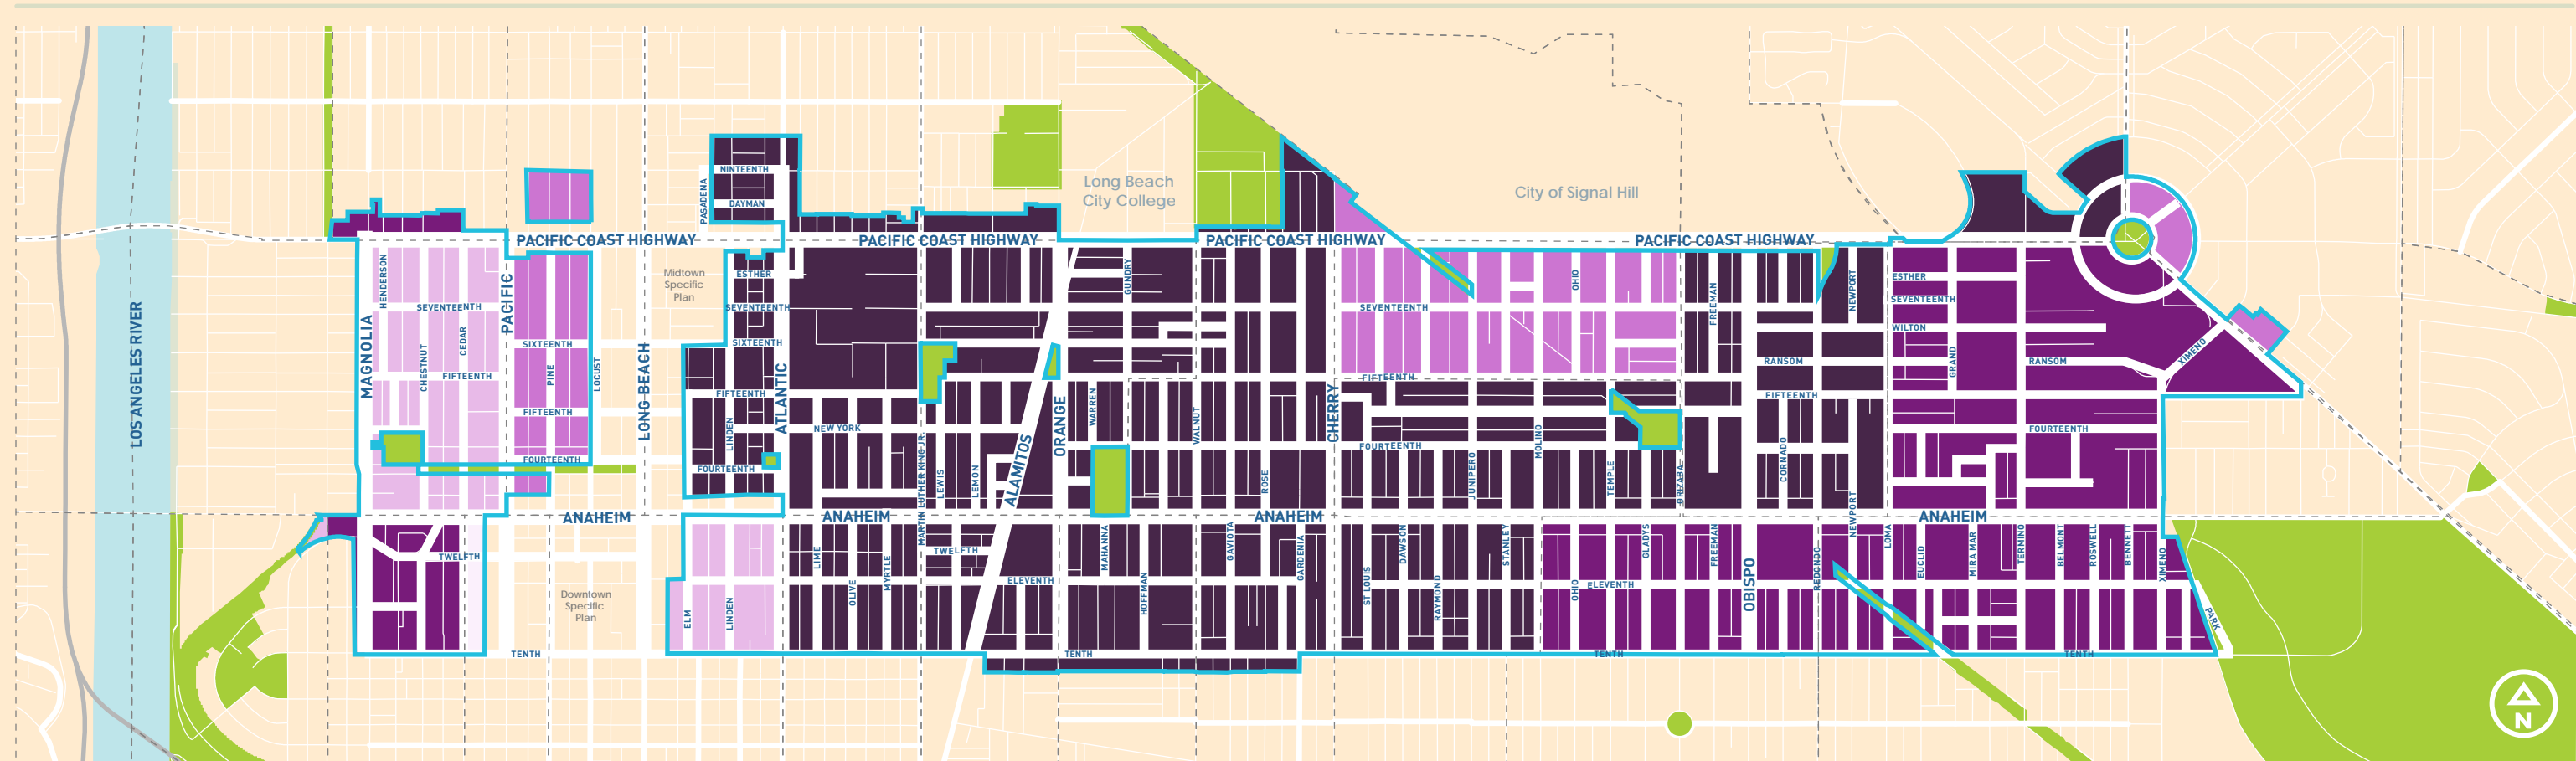 Long Beach
City College
City of Signal Hill
NINTEENTH
PASADENA
DAYMAN
PACIFIC COAST HIGHWAY
PACIFIC COAST HIGHWAY
PACIFIC COAST HIGHWAY
PACIFIC COAST HIGHWAY
Midtown
Specific
Plan
HENDERSON
PACIFIC
ESTHER
GUNDRY
OHIO
FREEMAN
NEWPORT
ESTHER
SEVENTEENTH
SEVENTEENTH
SEVENTEENTH
SEVENTEENTH
LOS ANGELES RIVER
MAGNOLIA
CHESTNUT
CEDAR
SIXTEENTH
SIXTEENTH
WILTON
XIMENO
RANSOM
GRAND
RANSOM
FIFTEENTH
PINE
LOCUST
LONG BEACH
FIFTEENTH
ATLANTIC
FIFTEENTH
CHERRY
FIFTEENTH
FIFTEENTH
LINDEN
NEW YORK
ORANGE
WARREN
WALNUT
FOURTEENTH
MOLINO
FOURTEENTH
FOURTEENTH
FOURTEENTH
MARTIN LUTHER KING JR.
LEWIS
LEMON
ALAMITOS
ROSE
JUNIPERO
TEMPLE
ORIZABA
CORNADO
NEWPORT
ANAHEIM
ANAHEIM
ANAHEIM
ANAHEIM
TWELFTH
LIME
OLIVE
MYRTLE
TWELFTH
MAHANNA
HOFFMAN
GAVIOTA
GARDENIA
ST LOUIS
DAWSON
RAYMOND
STANLEY
OHIO
GLADYS
FREEMAN
OBISPO
REDONDO
LOMA
EUCLID
MIRA MAR
TERMINO
BELMONT
ROSWELL
BENNETT
XIMENO
ELEVENTH
ELEVENTH
Downtown
Specific
Plan
ELM
LINDEN
PARK
TENTH
TENTH
TENTH
TENTH
N